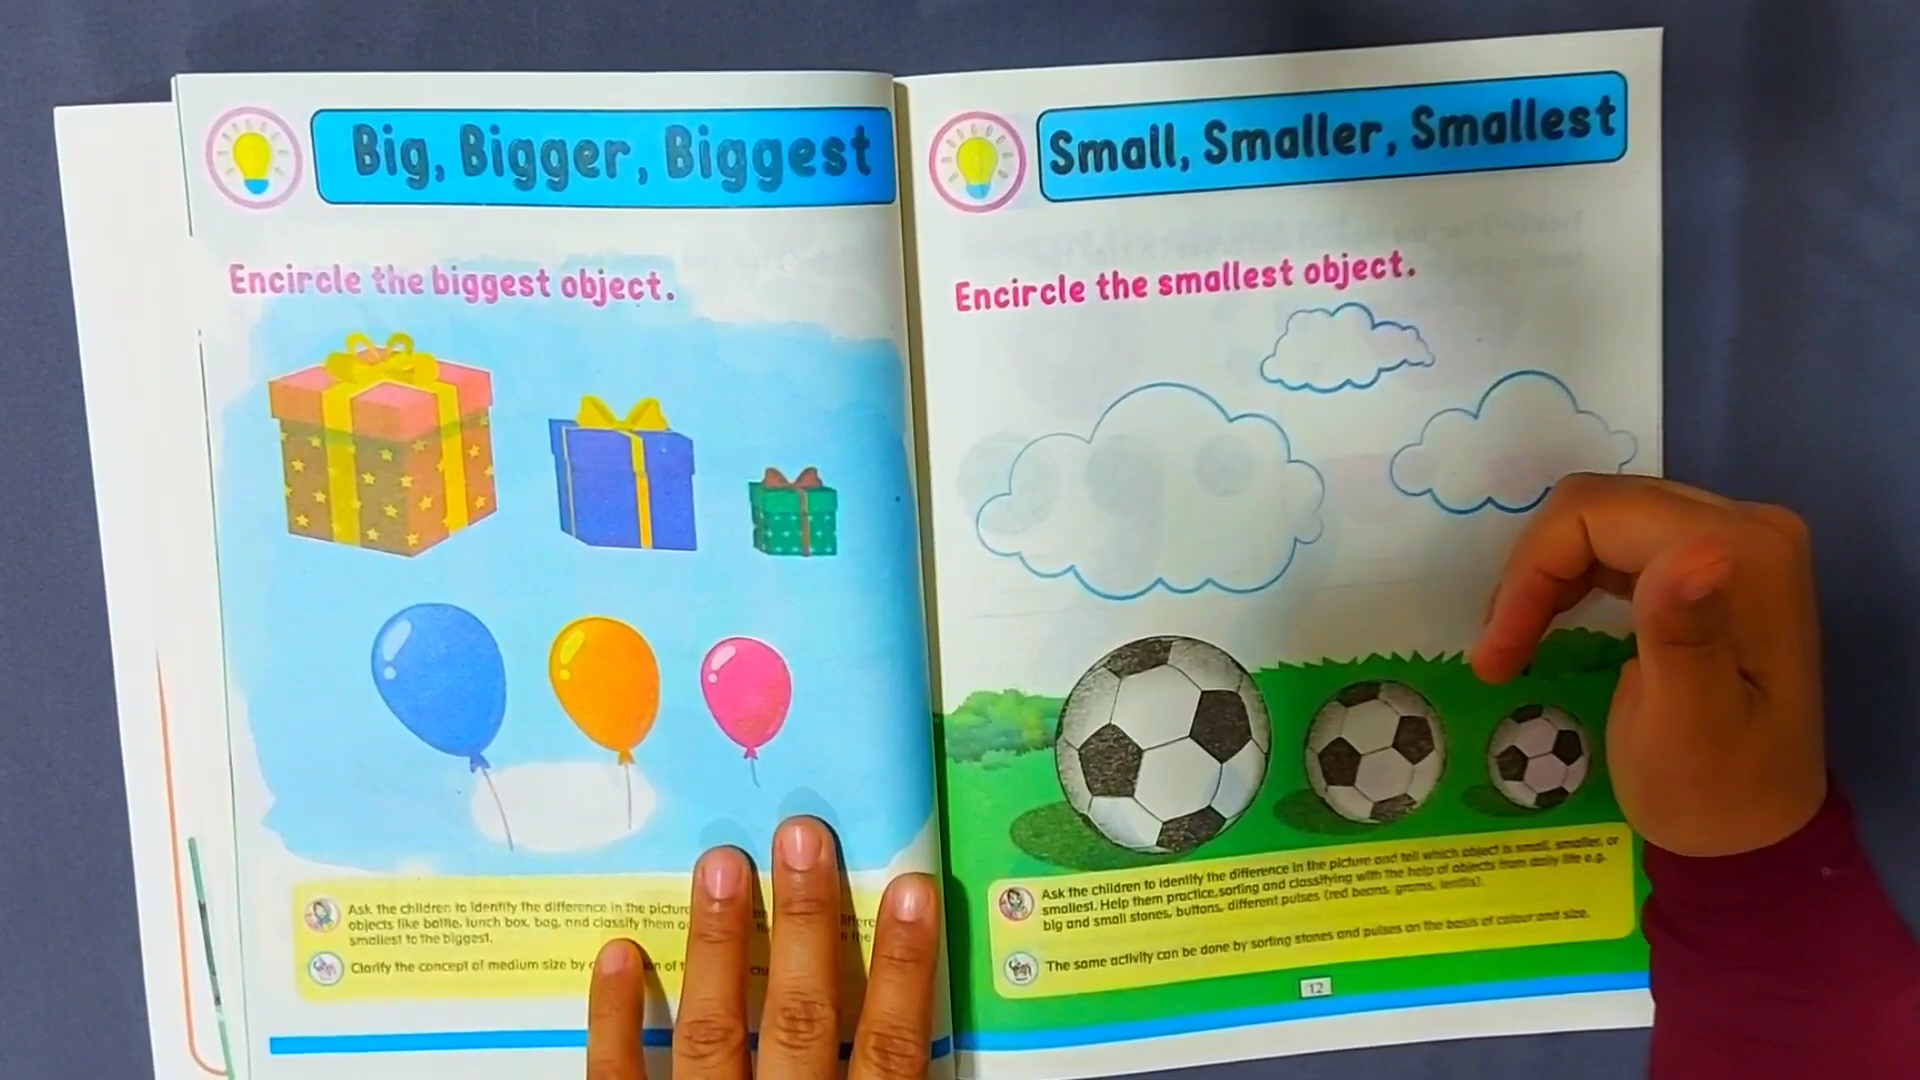 Big, Bigger, Biggest
Encircle the biggest object.
Ask the children to identify the difference in the picture
objects like bottle, lunch box, bag, and classify them
smallest to the biggest.
Clarify the concept of medium size by of
Small, Smaller, Smallest
Encircle the smallest object.
Ask the children to identify the difference in the picture and tell which object is small, smaller, or
smallest. Help them practice, sorting and classifying with the help of objects from daily life e.g.
big and small stones, buttons, different pulses (red beans, grams, lentils).
The same activity can be done by sorting stones and pulses on the basis of colour and size.
12